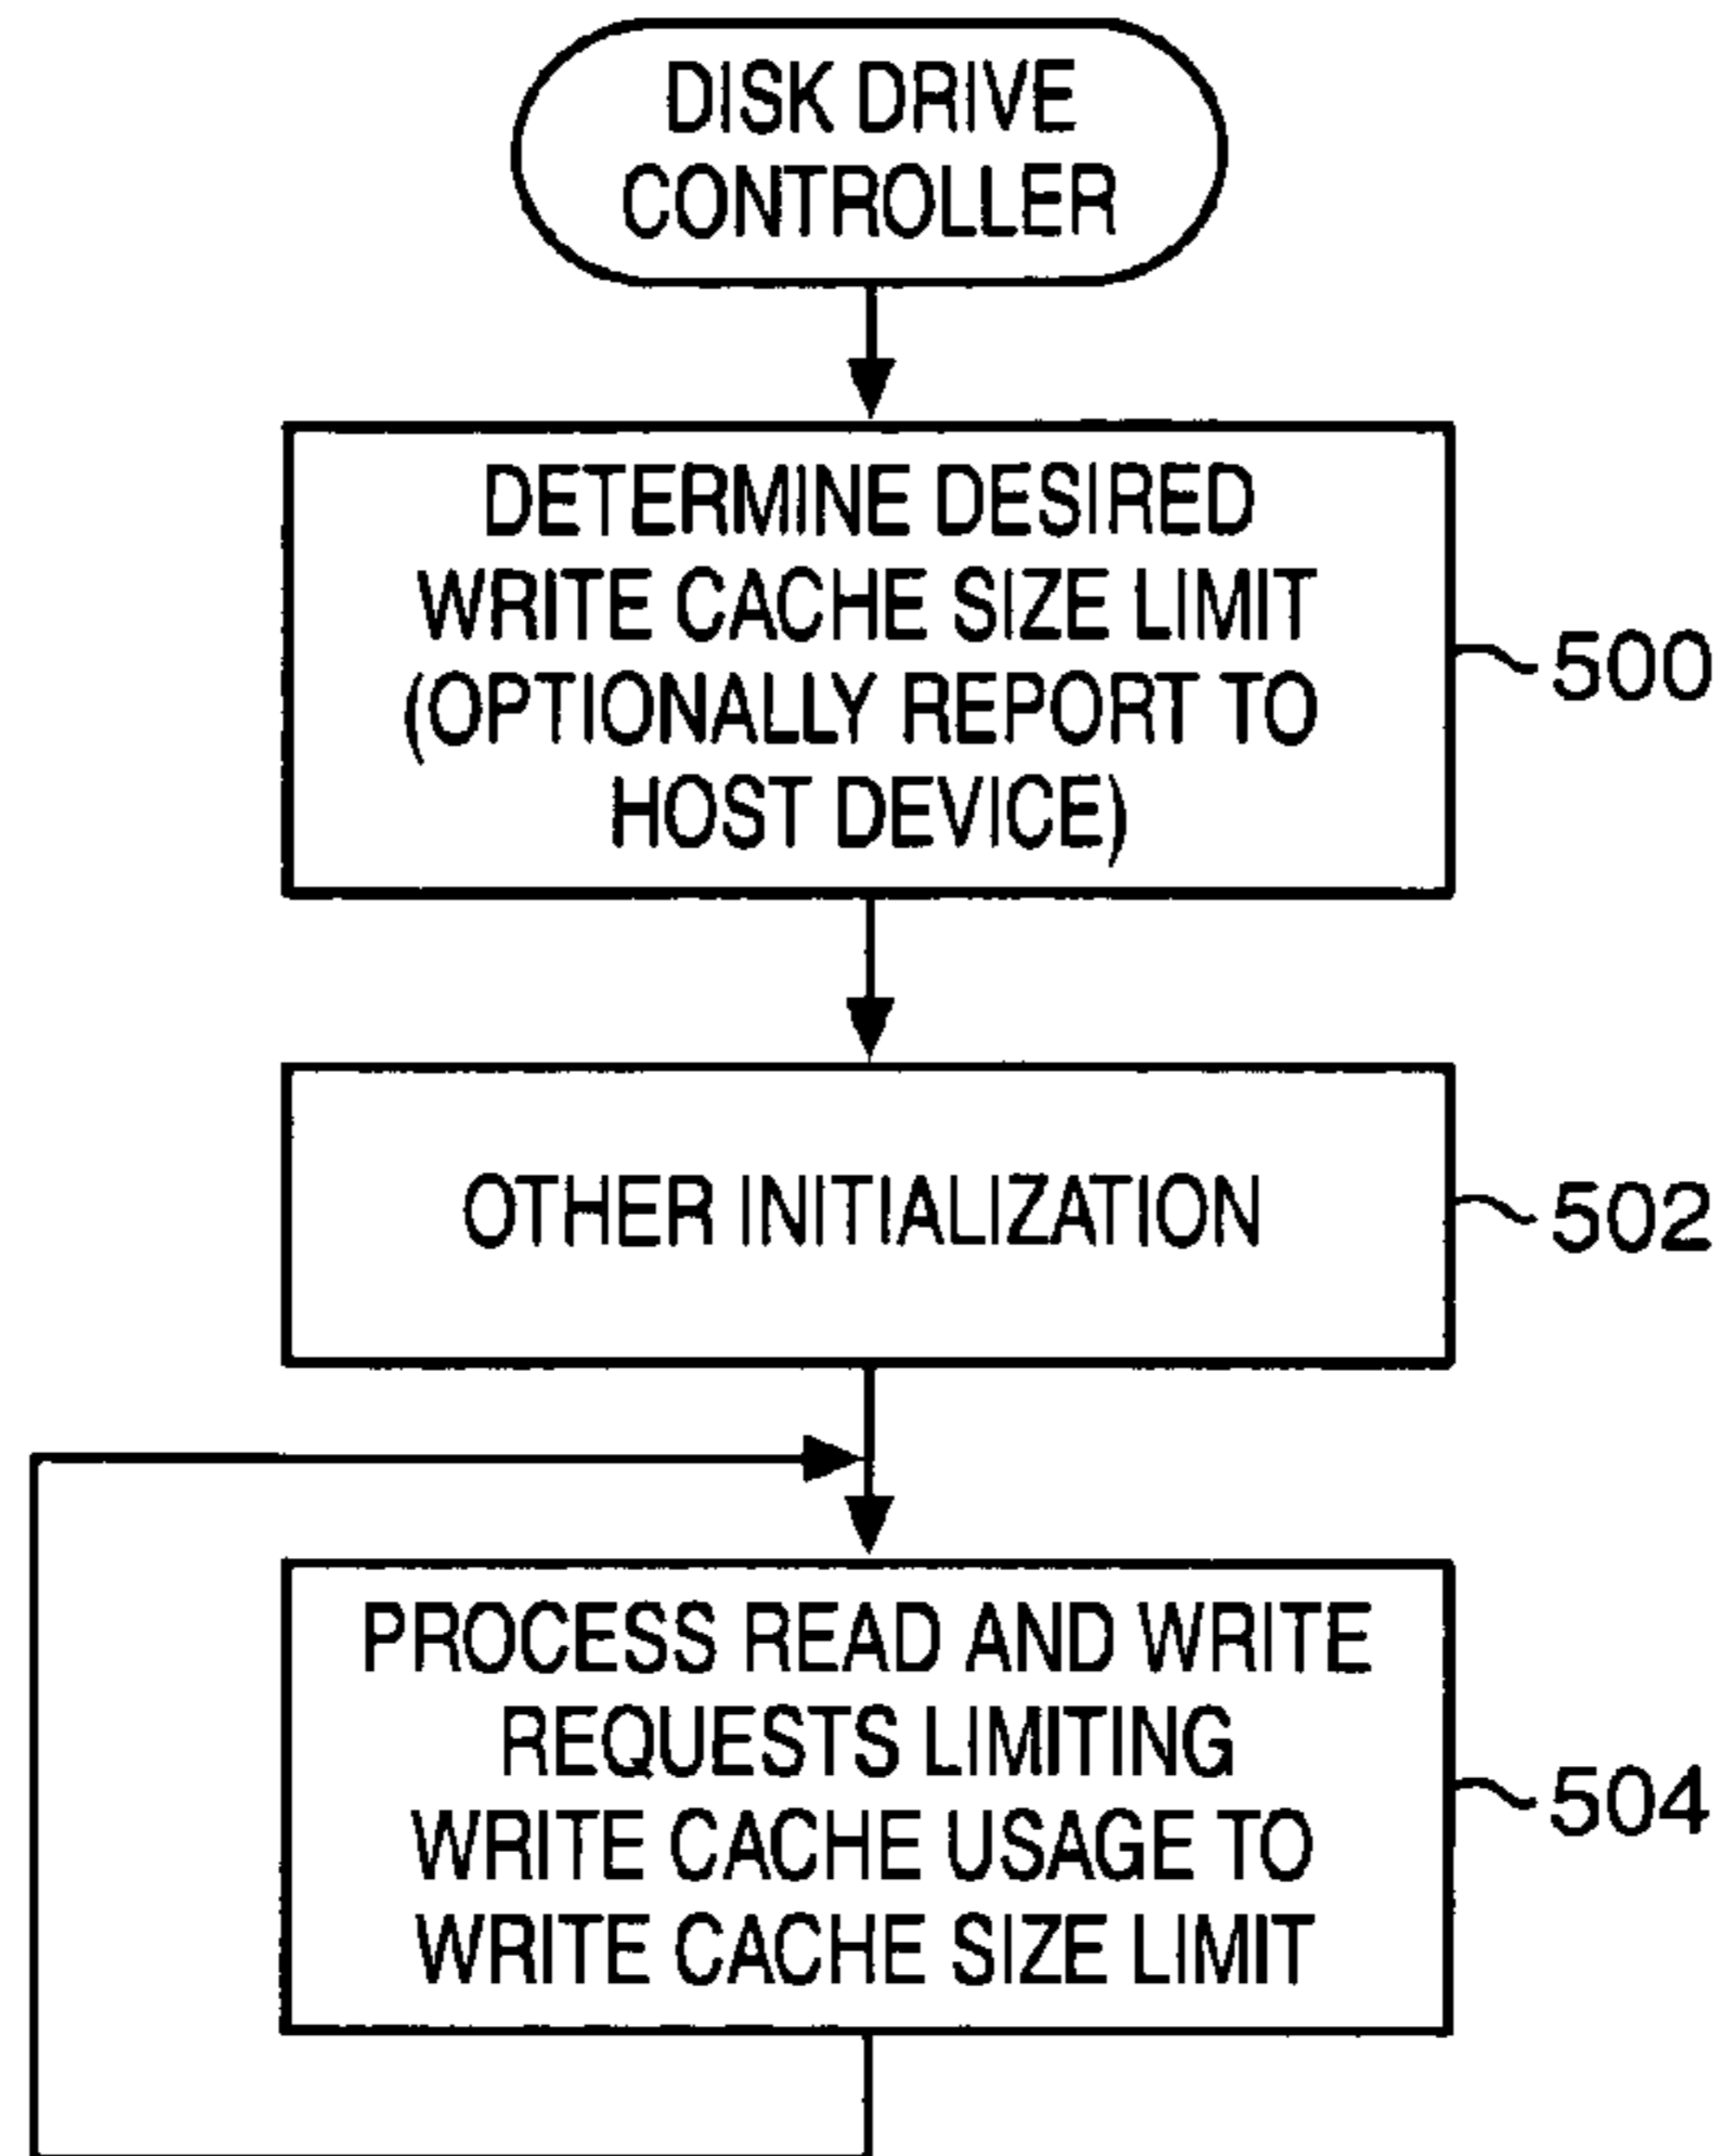 DISK DRIVE
CONTROLLER
DETERMINE DESIRED
WRITE CACHE SIZE LIMIT
(OPTIONALLY REPORT TO
HOST DEVICE)
500
OTHER INITIALIZATION
502
PROCESS READ AND WRITE
REQUESTS LIMITING
WRITE CACHE USAGE TO
WRITE CACHE SIZE LIMIT
504